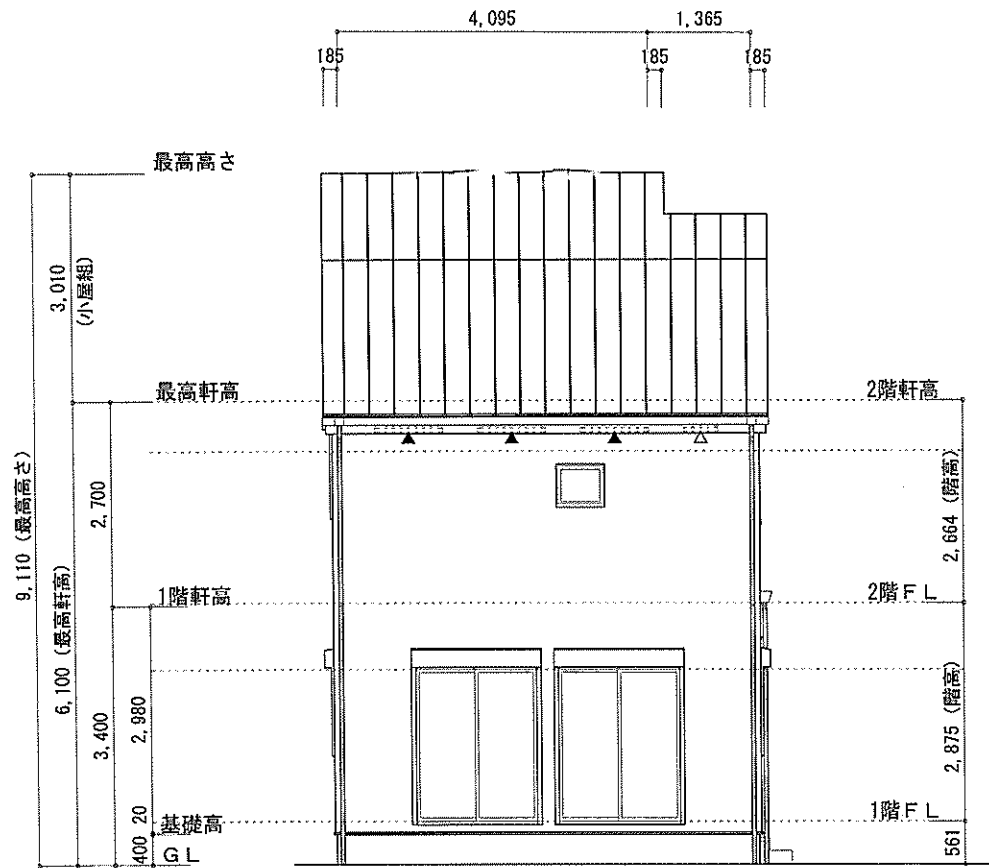 4,095
1,365
185
185
185
最高高さ
3,010
(小屋組)
最高軒高
2階軒高
9,110 (最高高さ)
2,700
2,664 (階高)
1階軒高
2階ＦＬ
6,100 (最高軒高)
3,400
2,980
2,875 (階高)
20
基礎高
1階ＦＬ
400
ＧＬ
561